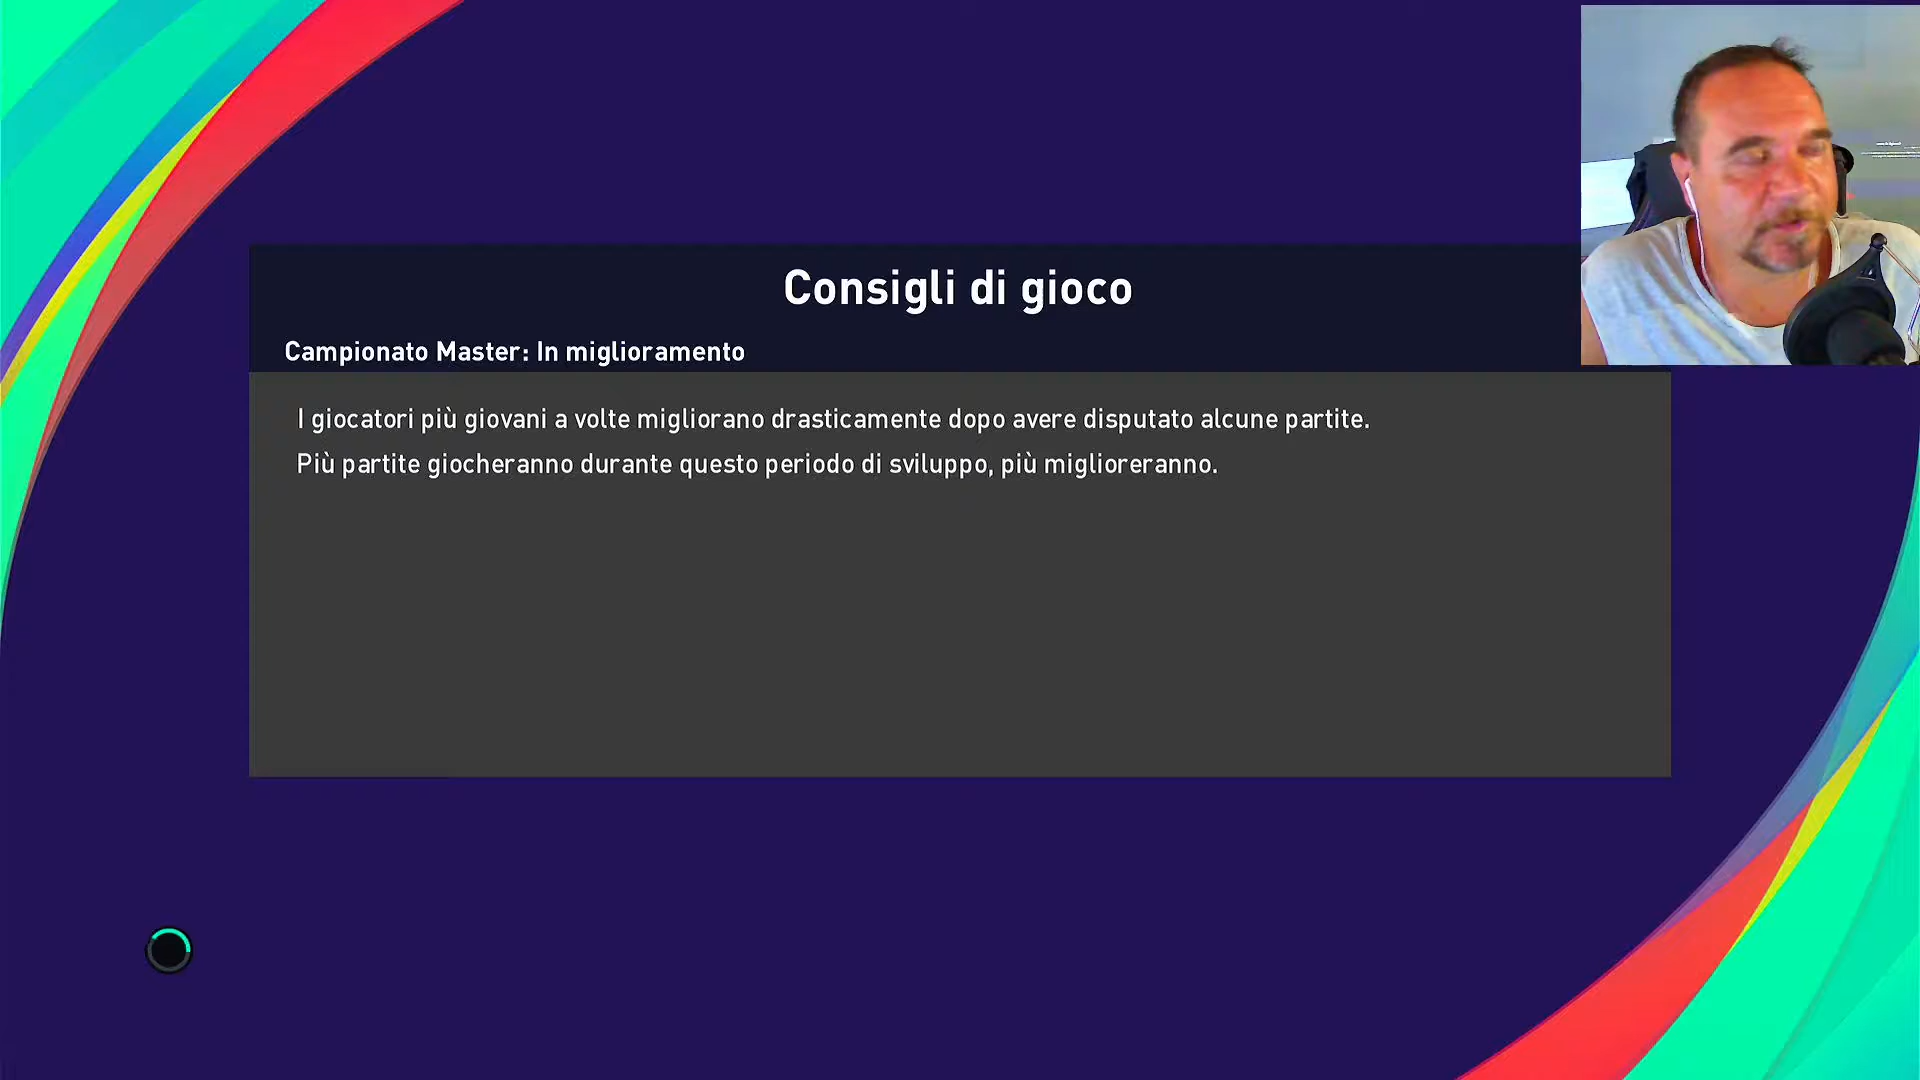 Consigli di gioco
Campionato Master: In miglioramento
I giocatori più giovani a volte migliorano drasticamente dopo avere disputato alcune partite.
Più partite giocheranno durante questo periodo di sviluppo, più miglioreranno.